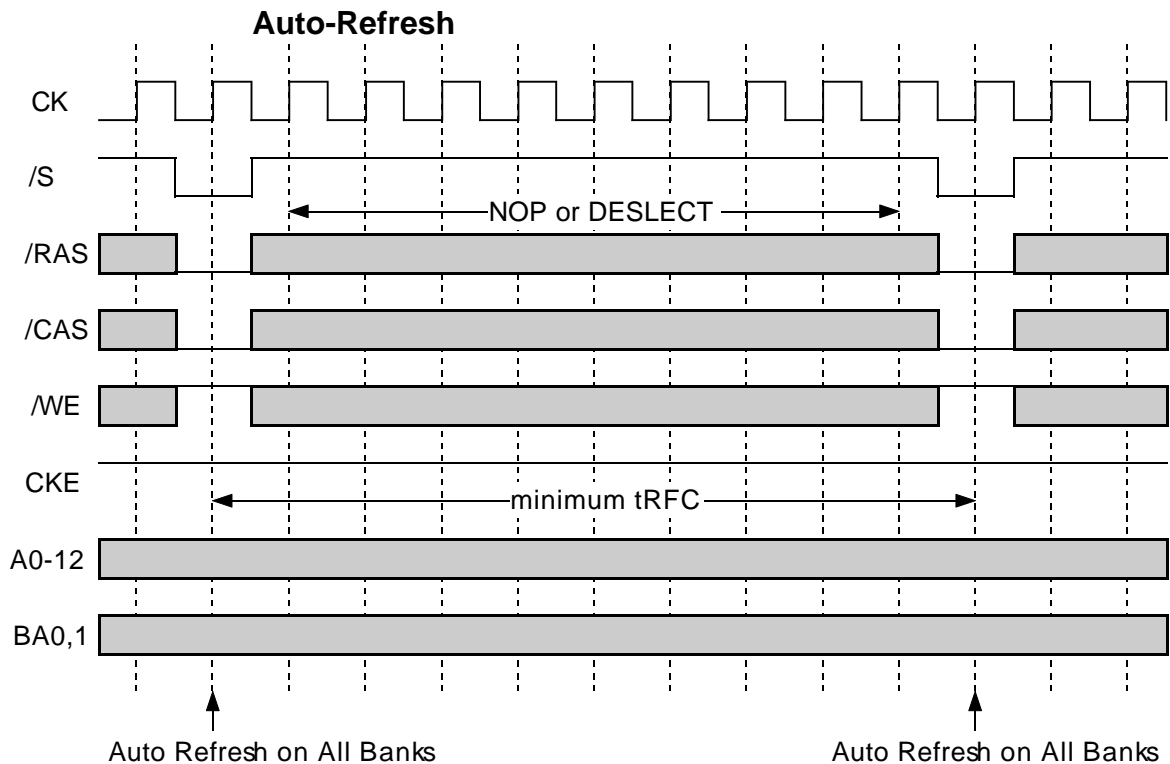 Auto-Refresh
CK
/S
NOP or DESLECT
/RAS
/CAS
/WE
CKE
minimum tRFC
A0-12
BA0,1
Auto Refresh on All Banks
Auto Refresh on All Banks